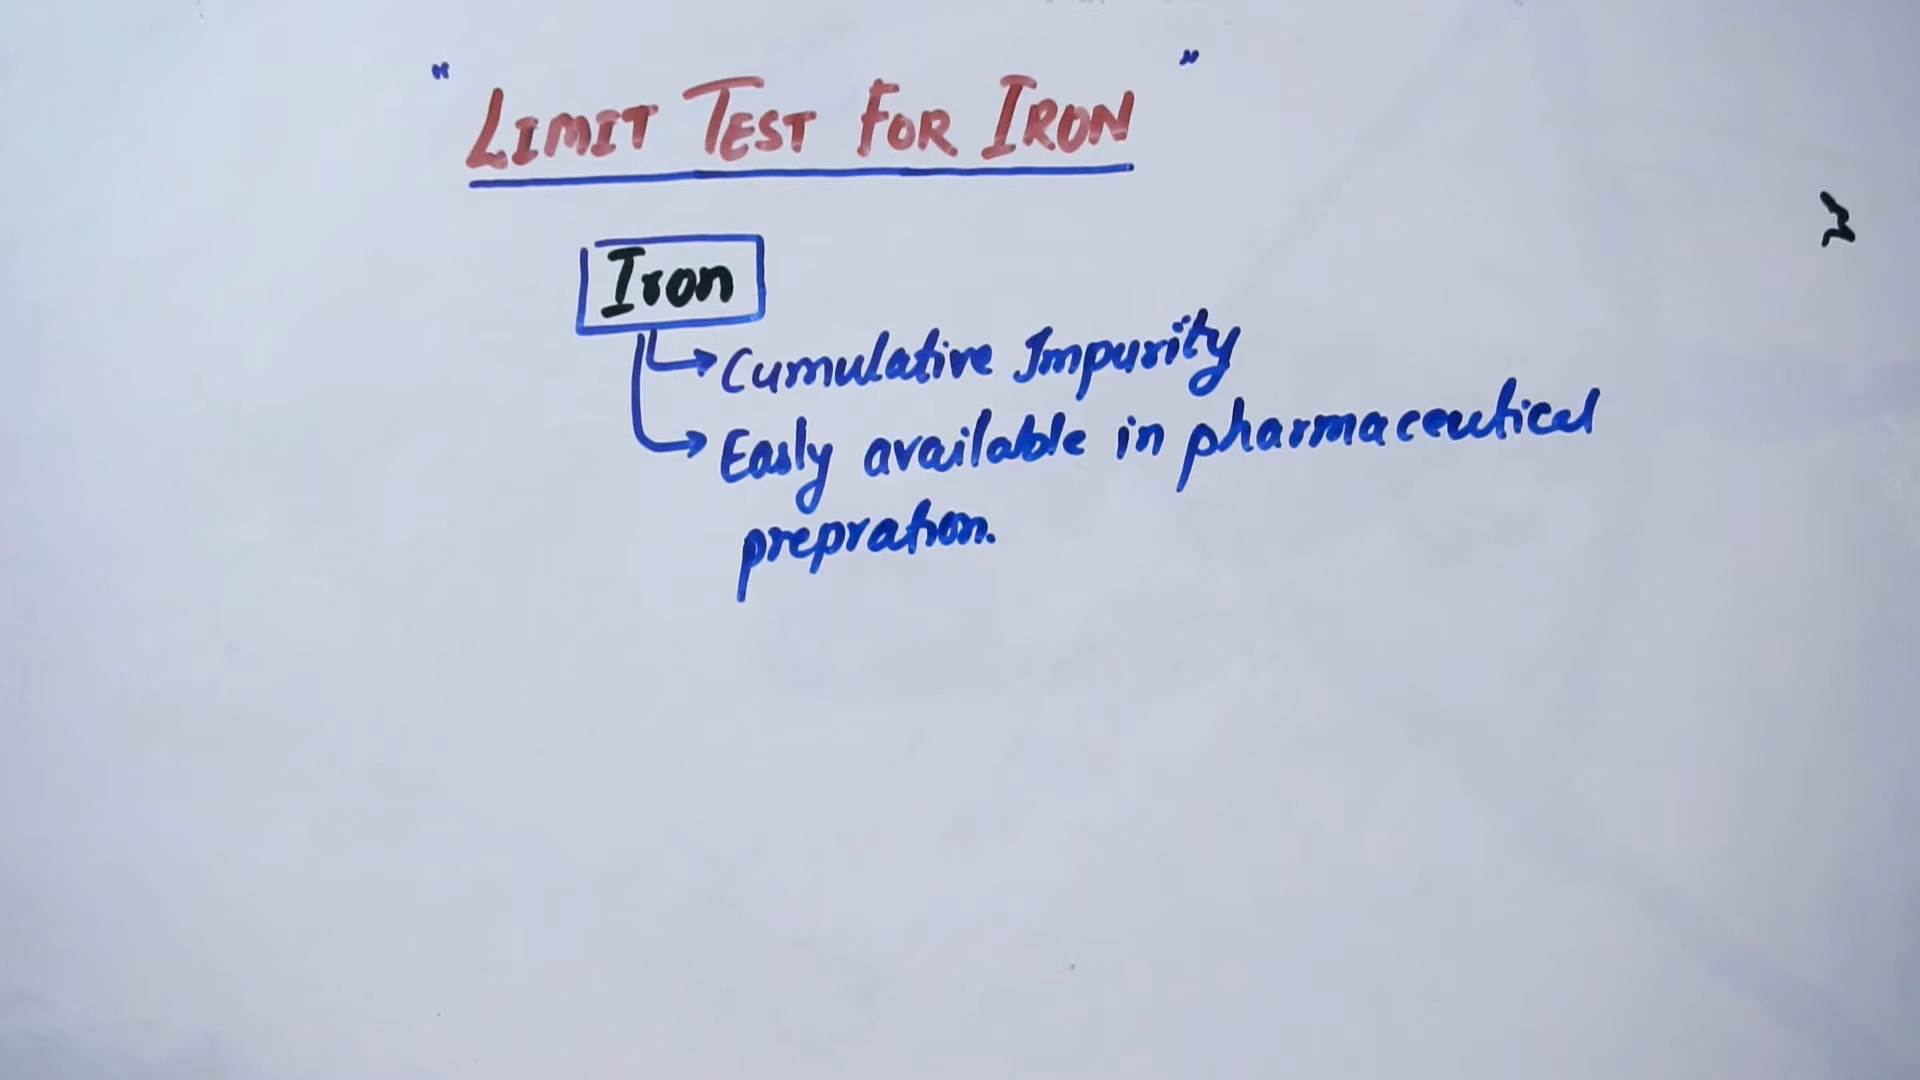 " LIMIT TEST FOR IRON "
Iron
Cumulative Impurity
Easly available in pharmaceutical
prepration.